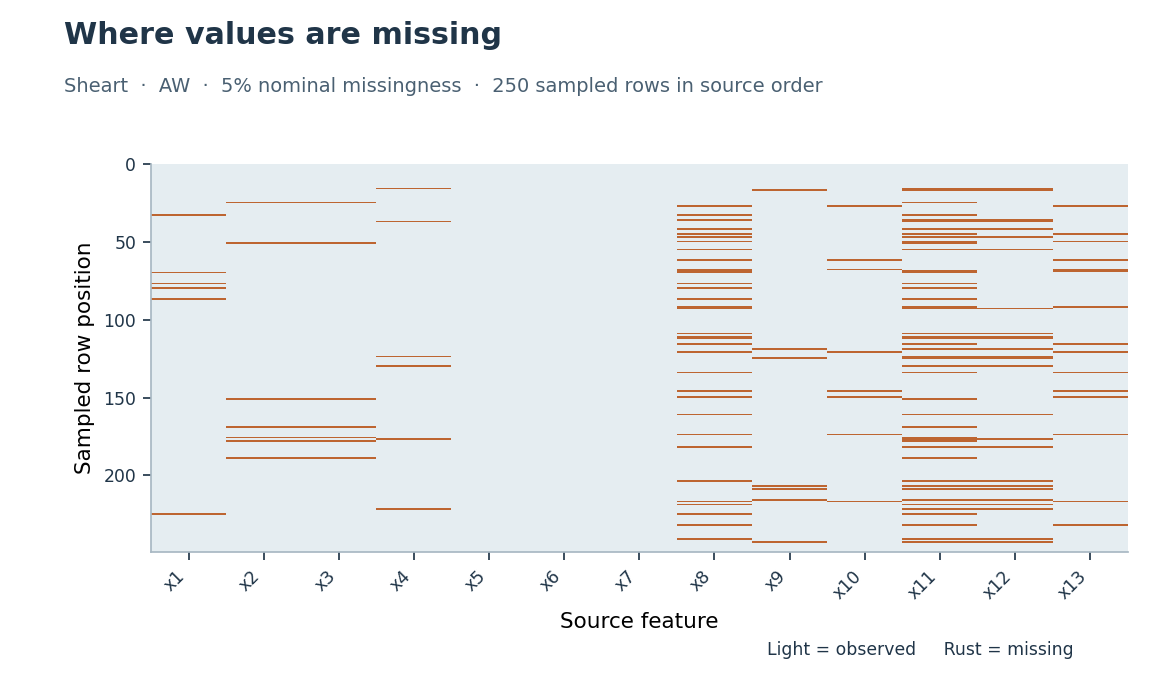 Where values are missing
Sheart · AW · 5% nominal missingness · 250 sampled rows in source order
0
50
100
150
200
Sampled row position
x1 x2 x3 x4 x5 x6 x7 x8 x9 x10 x11 x12 x13
Source feature
Light = observed Rust = missing